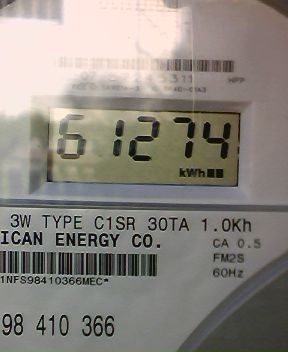 61274
kWh
3W TYPE C1SR 30TA 1.0Kh
ICAN ENERGY CO.
CA 0.5
FM2S
60Hz
1NFS98410366MEC*
98 410 366